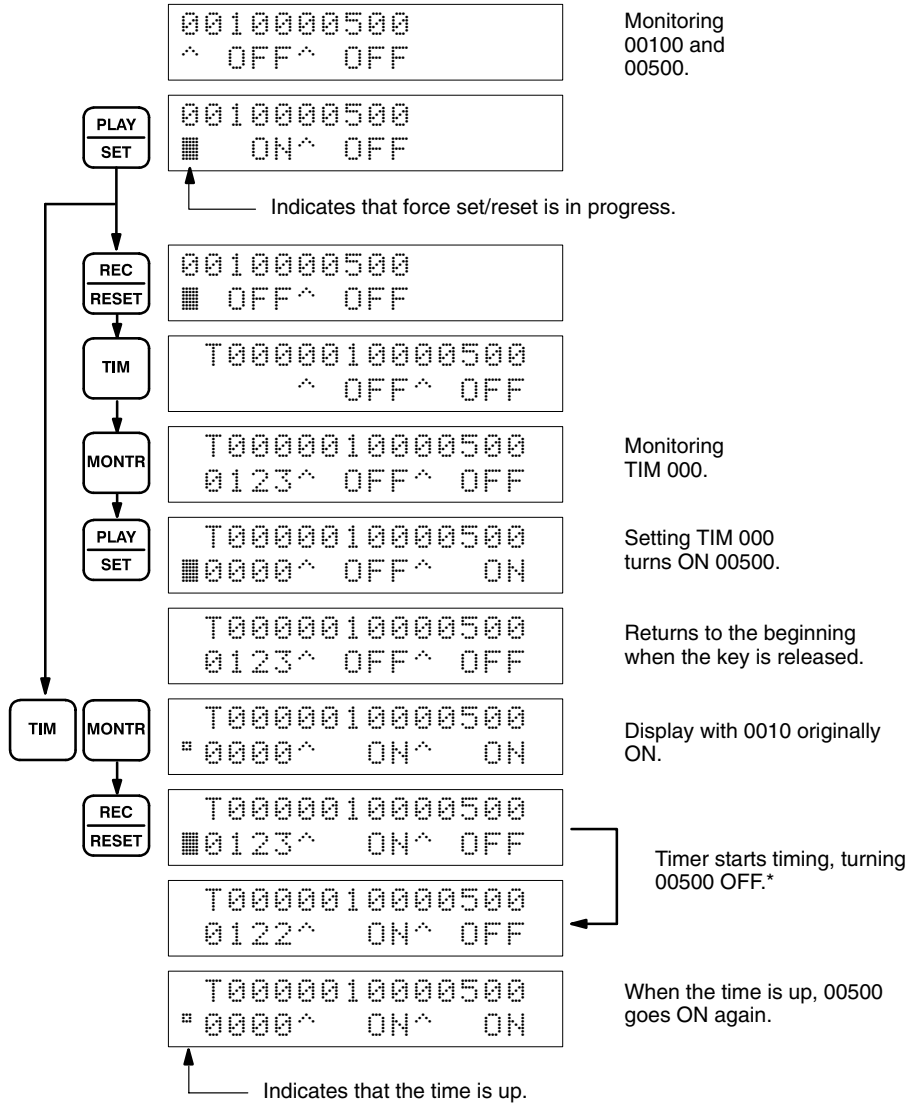 0010000500
^ OFF^ OFF
Monitoring
00100 and
00500.
PLAY
SET
0010000500
ON^ OFF
Indicates that force set/reset is in progress.
REC
RESET
0010000500
OFF^ OFF
TIM
T0000010000500
^ OFF^ OFF
MONTR
T0000010000500
0123^ OFF^ OFF
Monitoring
TIM 000.
PLAY
SET
T0000010000500
0000^ OFF^ ON
Setting TIM 000
turns ON 00500.
T0000010000500
0123^ OFF^ OFF
Returns to the beginning
when the key is released.
TIM
MONTR
T0000010000500
0000^ ON^ ON
Display with 0010 originally
ON.
REC
RESET
T0000010000500
0123^ ON^ OFF
Timer starts timing, turning
00500 OFF.*
T0000010000500
0122^ ON^ OFF
T0000010000500
0000^ ON^ ON
When the time is up, 00500
goes ON again.
Indicates that the time is up.